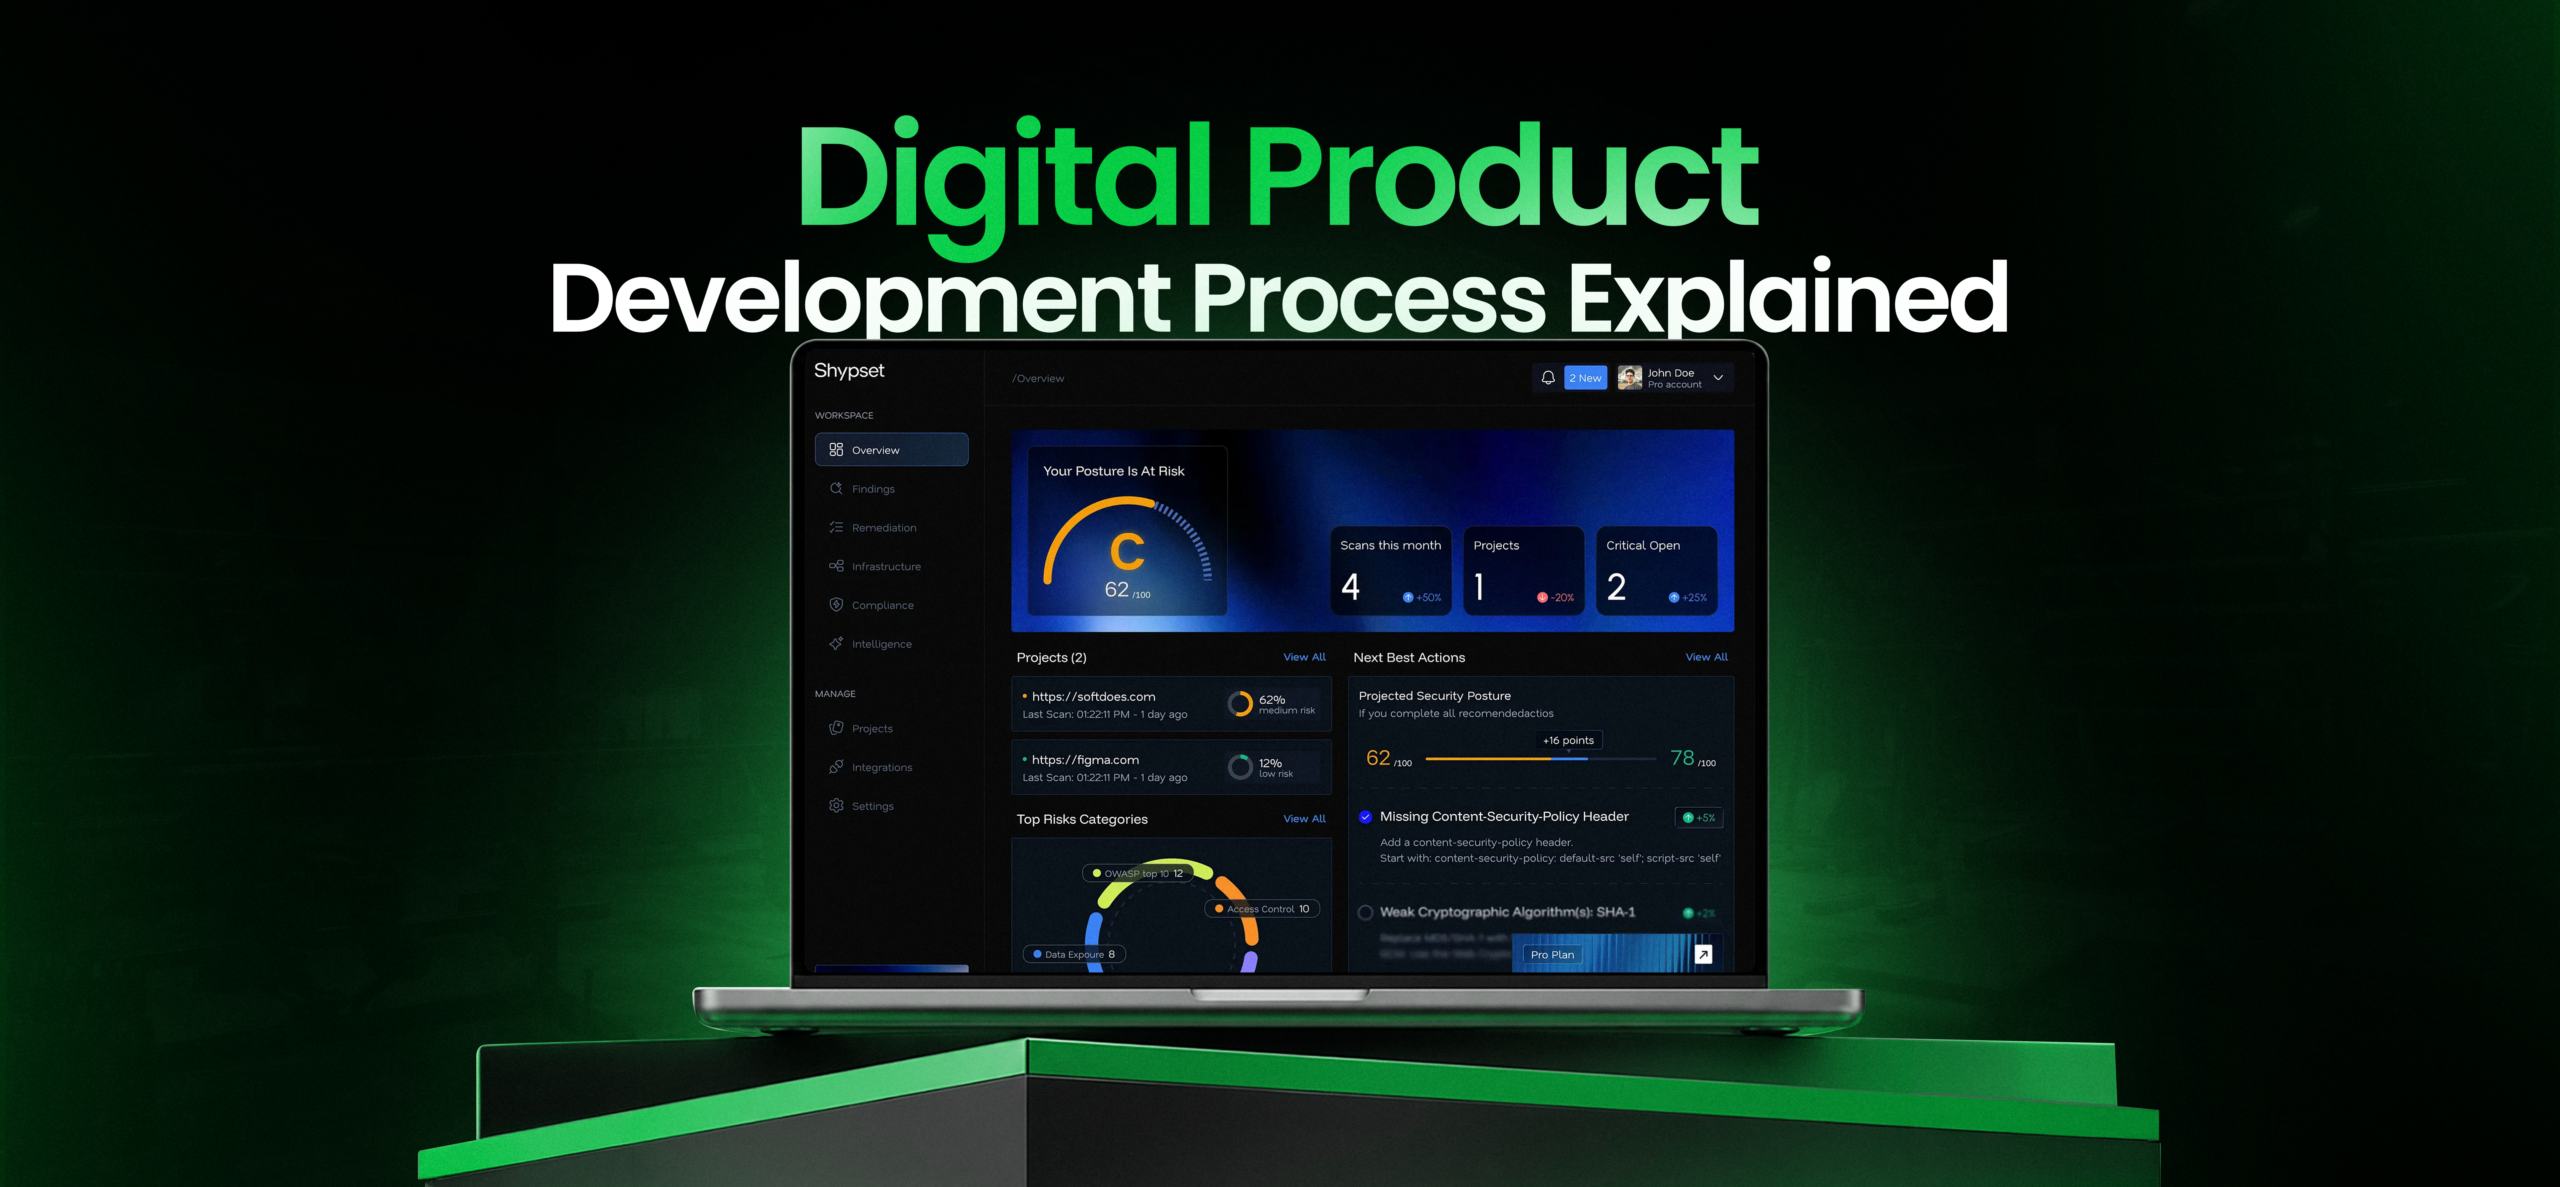 Digital Product
Development Process Explained
Shypset
/Overview
2 New
John Doe
Pro account
WORKSPACE
Overview
Findings
Remediation
Infrastructure
Compliance
Intelligence
MANAGE
Projects
Integrations
Settings
Your Posture Is At Risk
C
62 /100
Scans this month
4
+50%
Projects
1
-20%
Critical Open
2
+25%
Projects (2)
View All
https://softdoes.com
Last Scan: 01:22:11 PM - 1 day ago
62%
medium risk
https://figma.com
Last Scan: 01:22:11 PM - 1 day ago
12%
low risk
Top Risks Categories
View All
OWASP top 10 12
Access Control 10
Data Expoure 8
Next Best Actions
View All
Projected Security Posture
If you complete all recomendedactios
+16 points
62 /100
78 /100
Missing Content-Security-Policy Header
+5%
Add a content-security-policy header.
Start with: content-security-policy: default-src 'self'; script-src 'self'
Weak Cryptographic Algorithm(s): SHA-1
+2%
Pro Plan